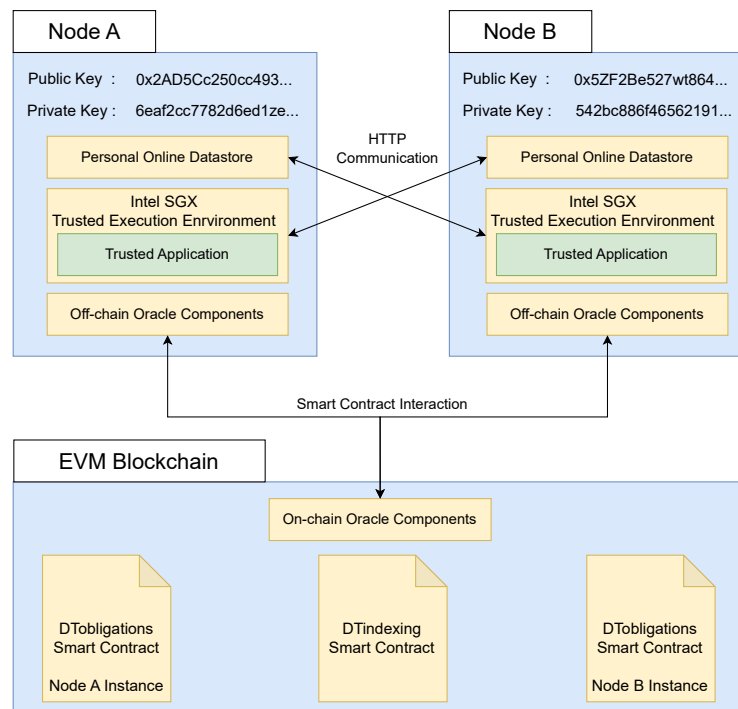 Node A
Public Key : 0x2AD5Cc250cc493...
Private Key : 6eaf2cc7782d6ed1ze...
Personal Online Datastore
Intel SGX
Trusted Execution Enrvironment
Trusted Application
Off-chain Oracle Components
HTTP
Communication
Node B
Public Key : 0x5ZF2Be527wt864...
Private Key : 542bc886f46562191...
Personal Online Datastore
Intel SGX
Trusted Execution Enrvironment
Trusted Application
Off-chain Oracle Components
Smart Contract Interaction
EVM Blockchain
On-chain Oracle Components
DTobligations
Smart Contract
Node A Instance
DTindexing
Smart Contract
DTobligations
Smart Contract
Node B Instance